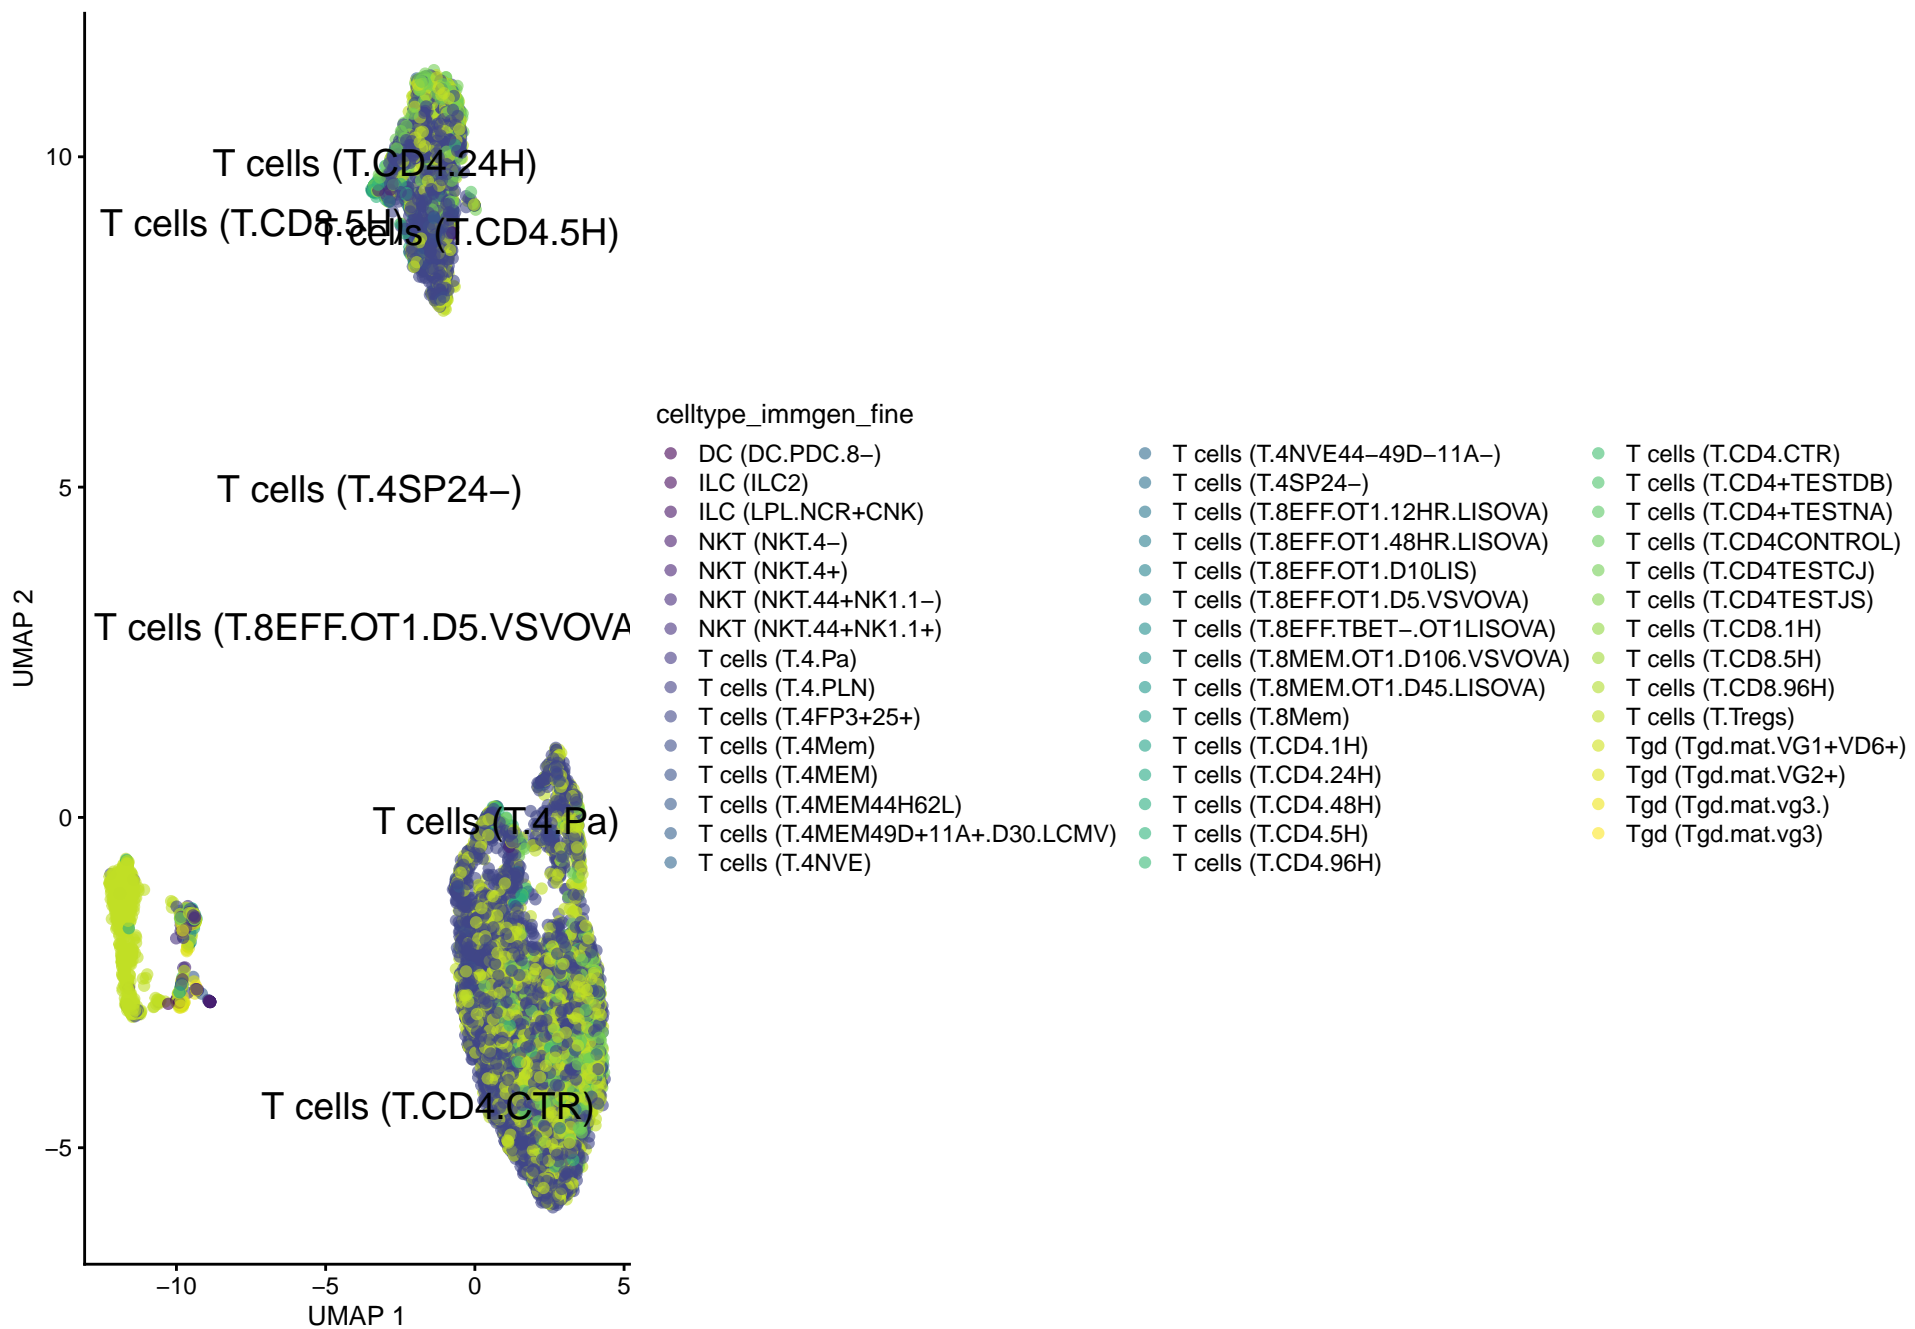 10
5
0
−5
UMAP 2
−10
−5
0
5
UMAP 1
T cells (T.CD4.24H)
T cells (T.CD8.5H)
T cells (T.CD4.5H)
T cells (T.4SP24−)
T cells (T.8EFF.OT1.D5.VSVOVA
T cells (T.4.Pa)
T cells (T.CD4.CTR)
celltype_immgen_fine
DC (DC.PDC.8−)
ILC (ILC2)
ILC (LPL.NCR+CNK)
NKT (NKT.4−)
NKT (NKT.4+)
NKT (NKT.44+NK1.1−)
NKT (NKT.44+NK1.1+)
T cells (T.4.Pa)
T cells (T.4.PLN)
T cells (T.4FP3+25+)
T cells (T.4Mem)
T cells (T.4MEM)
T cells (T.4MEM44H62L)
T cells (T.4MEM49D+11A+.D30.LCMV)
T cells (T.4NVE)
T cells (T.4NVE44−49D−11A−)
T cells (T.4SP24−)
T cells (T.8EFF.OT1.12HR.LISOVA)
T cells (T.8EFF.OT1.48HR.LISOVA)
T cells (T.8EFF.OT1.D10LIS)
T cells (T.8EFF.OT1.D5.VSVOVA)
T cells (T.8EFF.TBET−.OT1LISOVA)
T cells (T.8MEM.OT1.D106.VSVOVA)
T cells (T.8MEM.OT1.D45.LISOVA)
T cells (T.8Mem)
T cells (T.CD4.1H)
T cells (T.CD4.24H)
T cells (T.CD4.48H)
T cells (T.CD4.5H)
T cells (T.CD4.96H)
T cells (T.CD4.CTR)
T cells (T.CD4+TESTDB)
T cells (T.CD4+TESTNA)
T cells (T.CD4CONTROL)
T cells (T.CD4TESTCJ)
T cells (T.CD4TESTJS)
T cells (T.CD8.1H)
T cells (T.CD8.5H)
T cells (T.CD8.96H)
T cells (T.Tregs)
Tgd (Tgd.mat.VG1+VD6+)
Tgd (Tgd.mat.VG2+)
Tgd (Tgd.mat.vg3.)
Tgd (Tgd.mat.vg3)